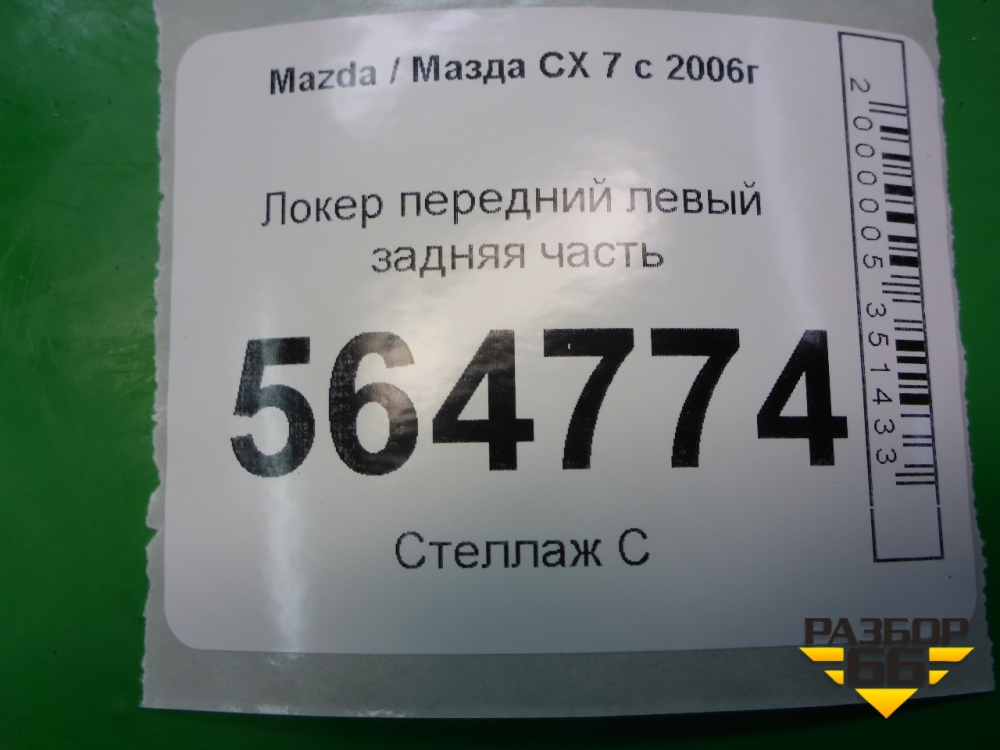 Mazda / Мазда CX 7 с 2006г
Локер передний левый
задняя часть
564774
Стеллаж С
2000005351433
РАЗБОР
66